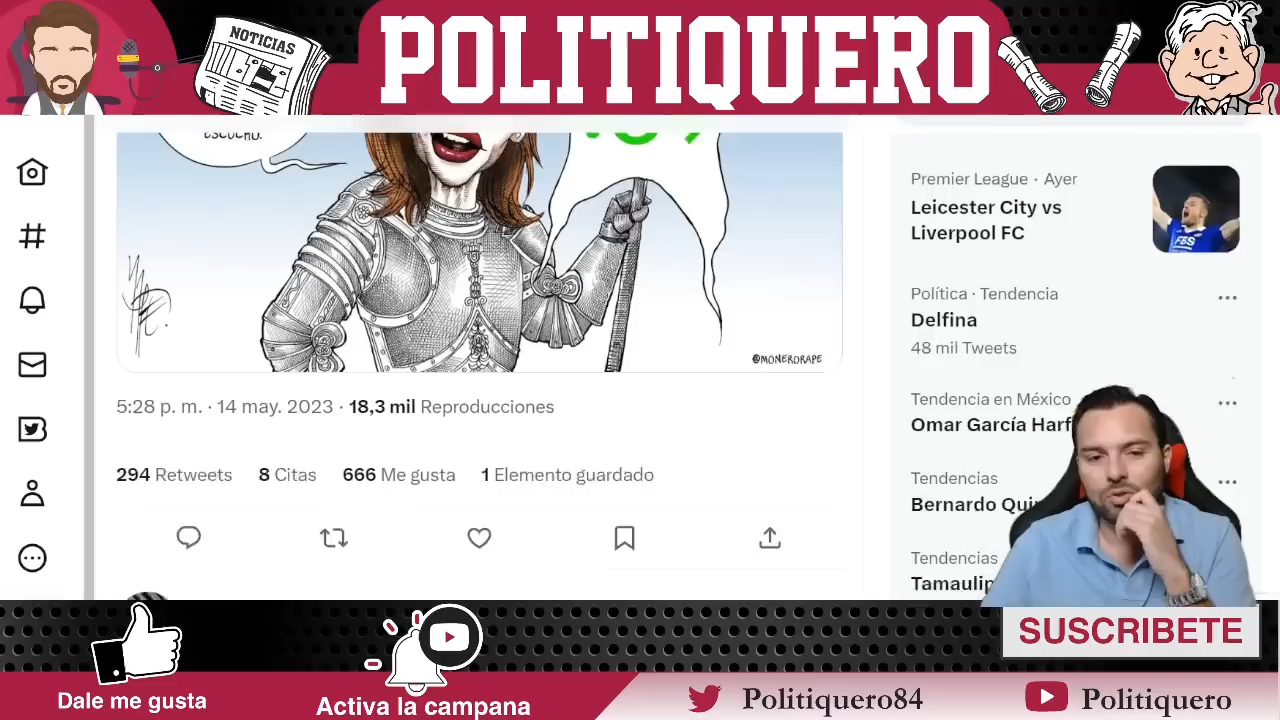 NOTICIAS
POLITIQUERO
ESCUCHO.
@MONERORAPE
5:28 p. m. · 14 may. 2023 · 18,3 mil Reproducciones
294 Retweets 8 Citas 666 Me gusta 1 Elemento guardado
Premier League · Ayer
Leicester City vs
Liverpool FC
FBS
Política · Tendencia
Delfina
48 mil Tweets
Tendencia en México
Omar García Harf
Tendencias
Bernardo Qui
Tendencias
Tamaulip
SUSCRIBETE
Dale me gusta
Activa la campana
Politiquero84
Politiquero